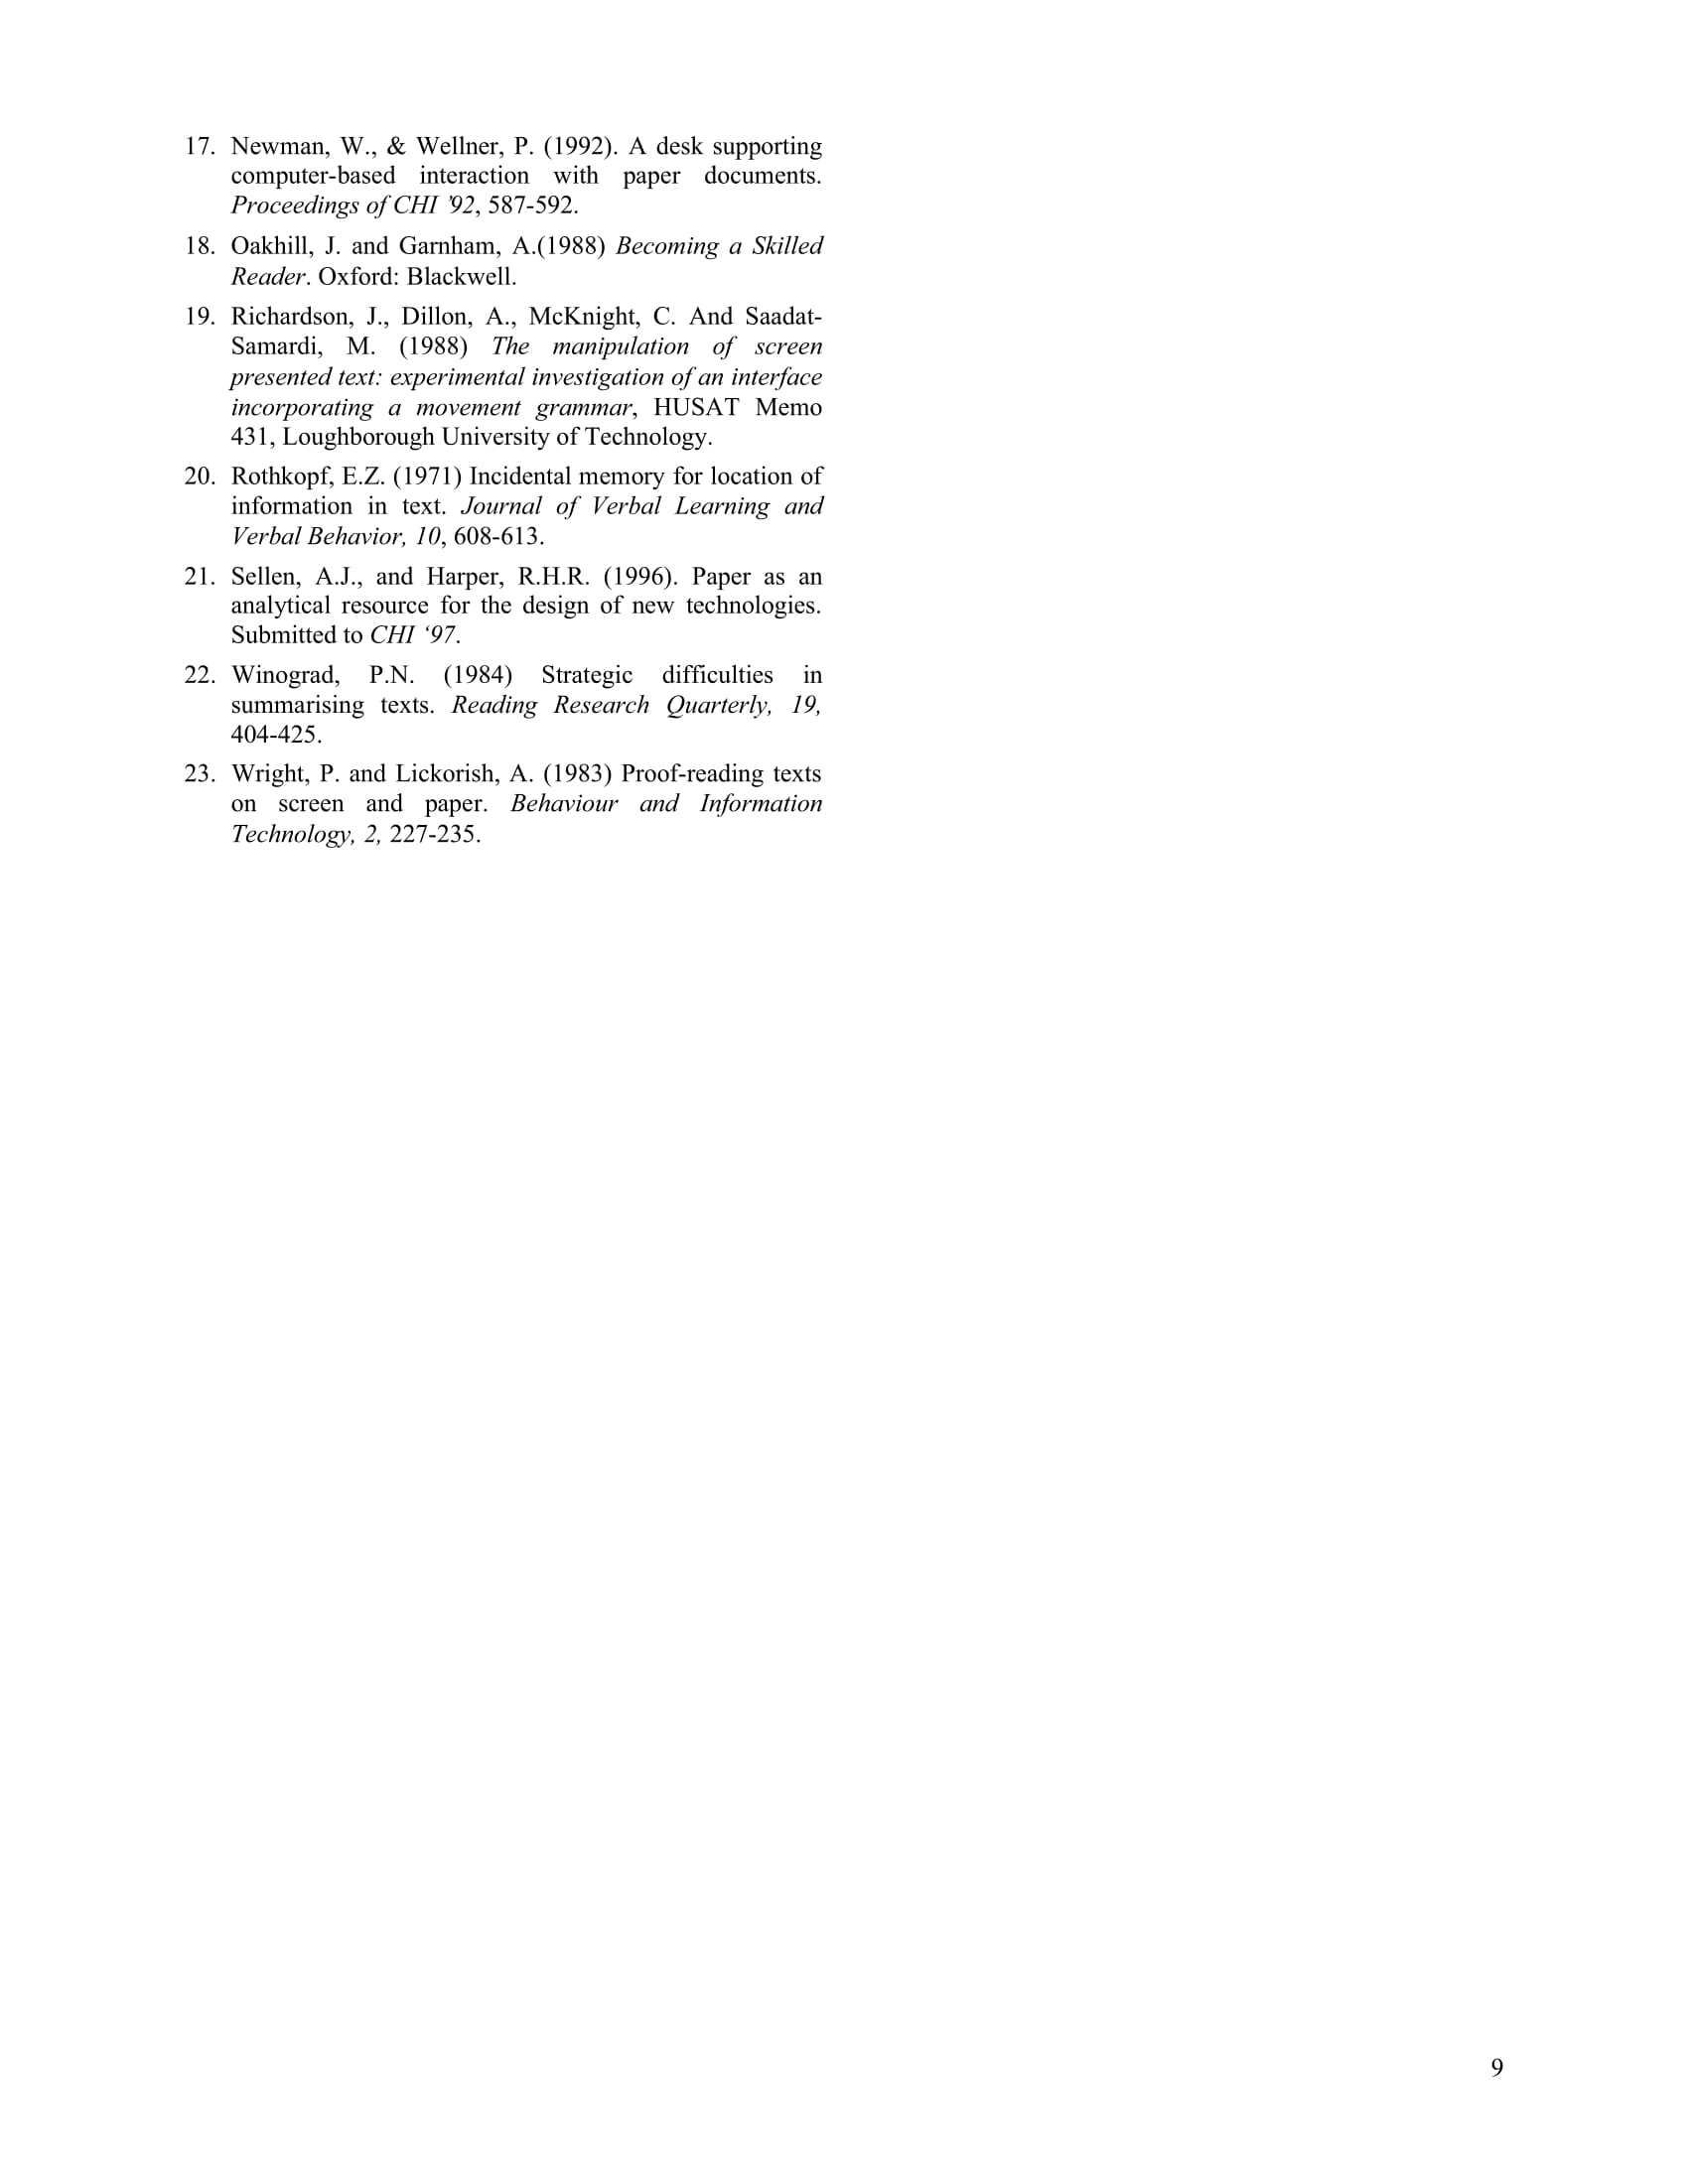 17. Newman, W., & Wellner, P. (1992). A desk supporting
computer-based interaction with paper documents.
Proceedings of CHI ’92, 587-592.
18. Oakhill, J. and Garnham, A.(1988) Becoming a Skilled
Reader. Oxford: Blackwell.
19. Richardson, J., Dillon, A., McKnight, C. And Saadat-
Samardi, M. (1988) The manipulation of screen
presented text: experimental investigation of an interface
incorporating a movement grammar, HUSAT Memo
431, Loughborough University of Technology.
20. Rothkopf, E.Z. (1971) Incidental memory for location of
information in text. Journal of Verbal Learning and
Verbal Behavior, 10, 608-613.
21. Sellen, A.J., and Harper, R.H.R. (1996). Paper as an
analytical resource for the design of new technologies.
Submitted to CHI ‘97.
22. Winograd, P.N. (1984) Strategic difficulties in
summarising texts. Reading Research Quarterly, 19,
404-425.
23. Wright, P. and Lickorish, A. (1983) Proof-reading texts
on screen and paper. Behaviour and Information
Technology, 2, 227-235.
9